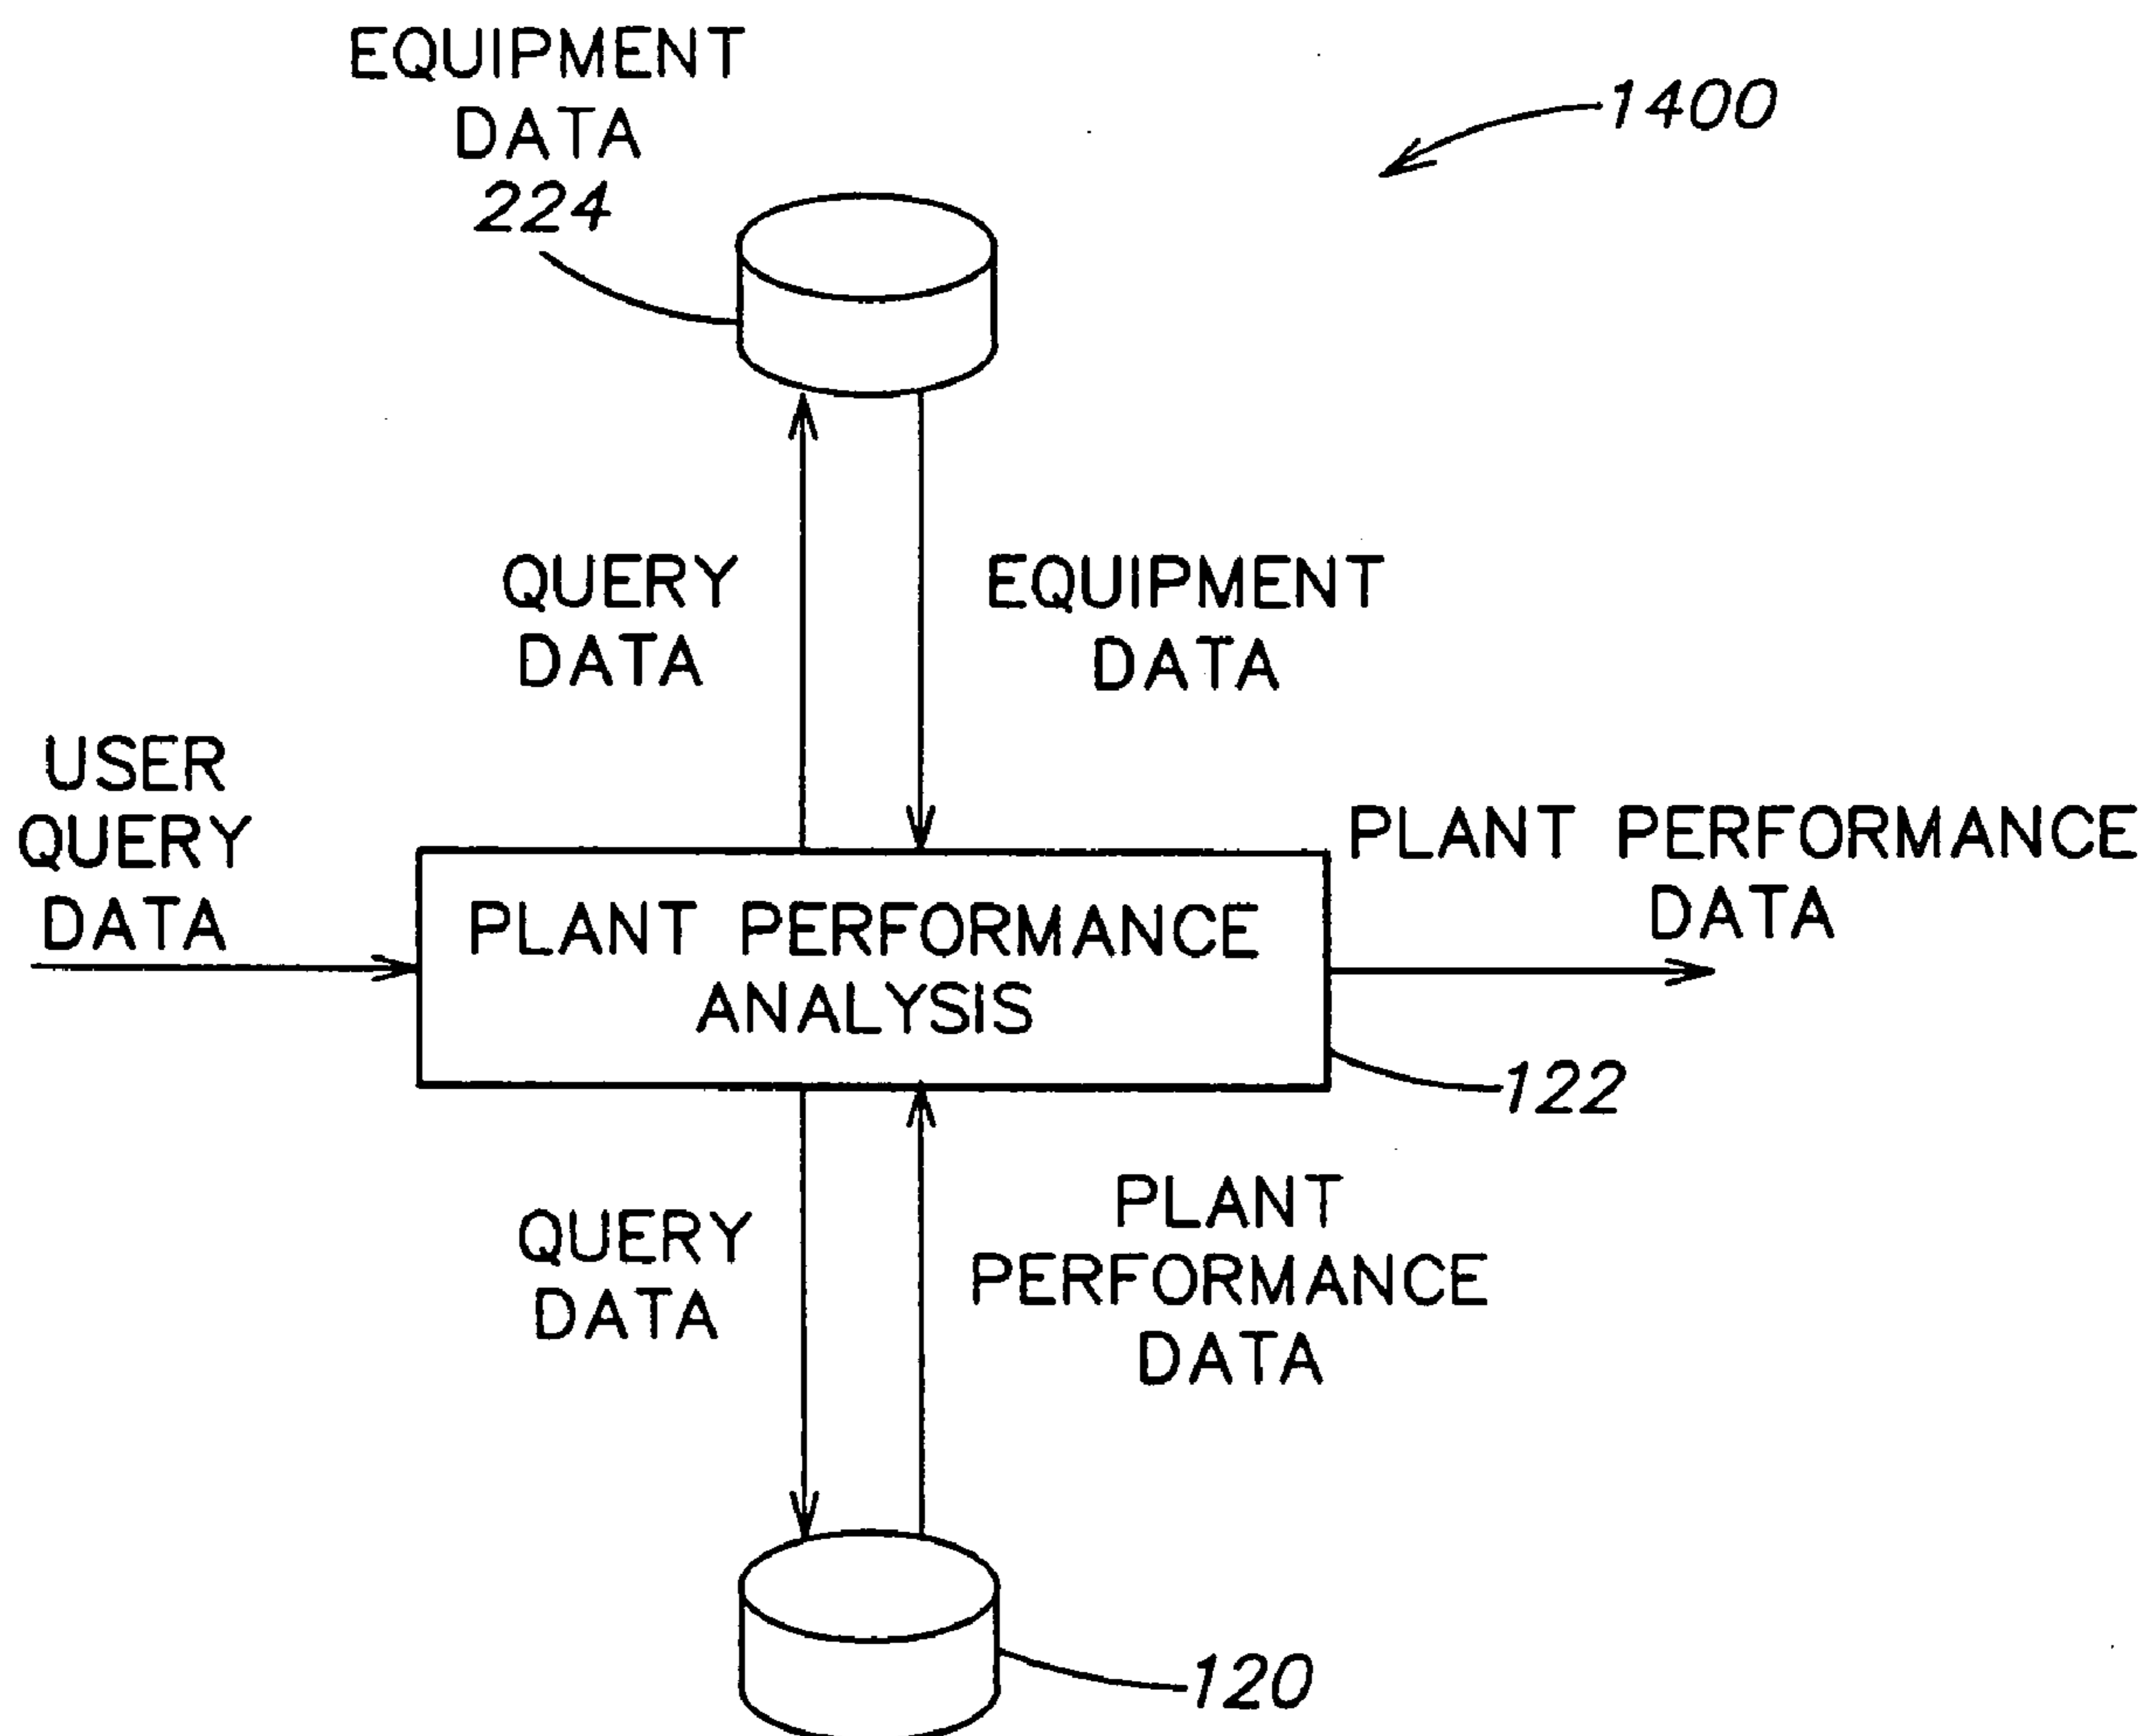 EQUIPMENT
DATA
224
1400
QUERY
DATA
EQUIPMENT
DATA
USER
QUERY
DATA
PLANT PERFORMANCE
DATA
PLANT PERFORMANCE
ANALYSIS
122
QUERY
DATA
PLANT
PERFORMANCE
DATA
120